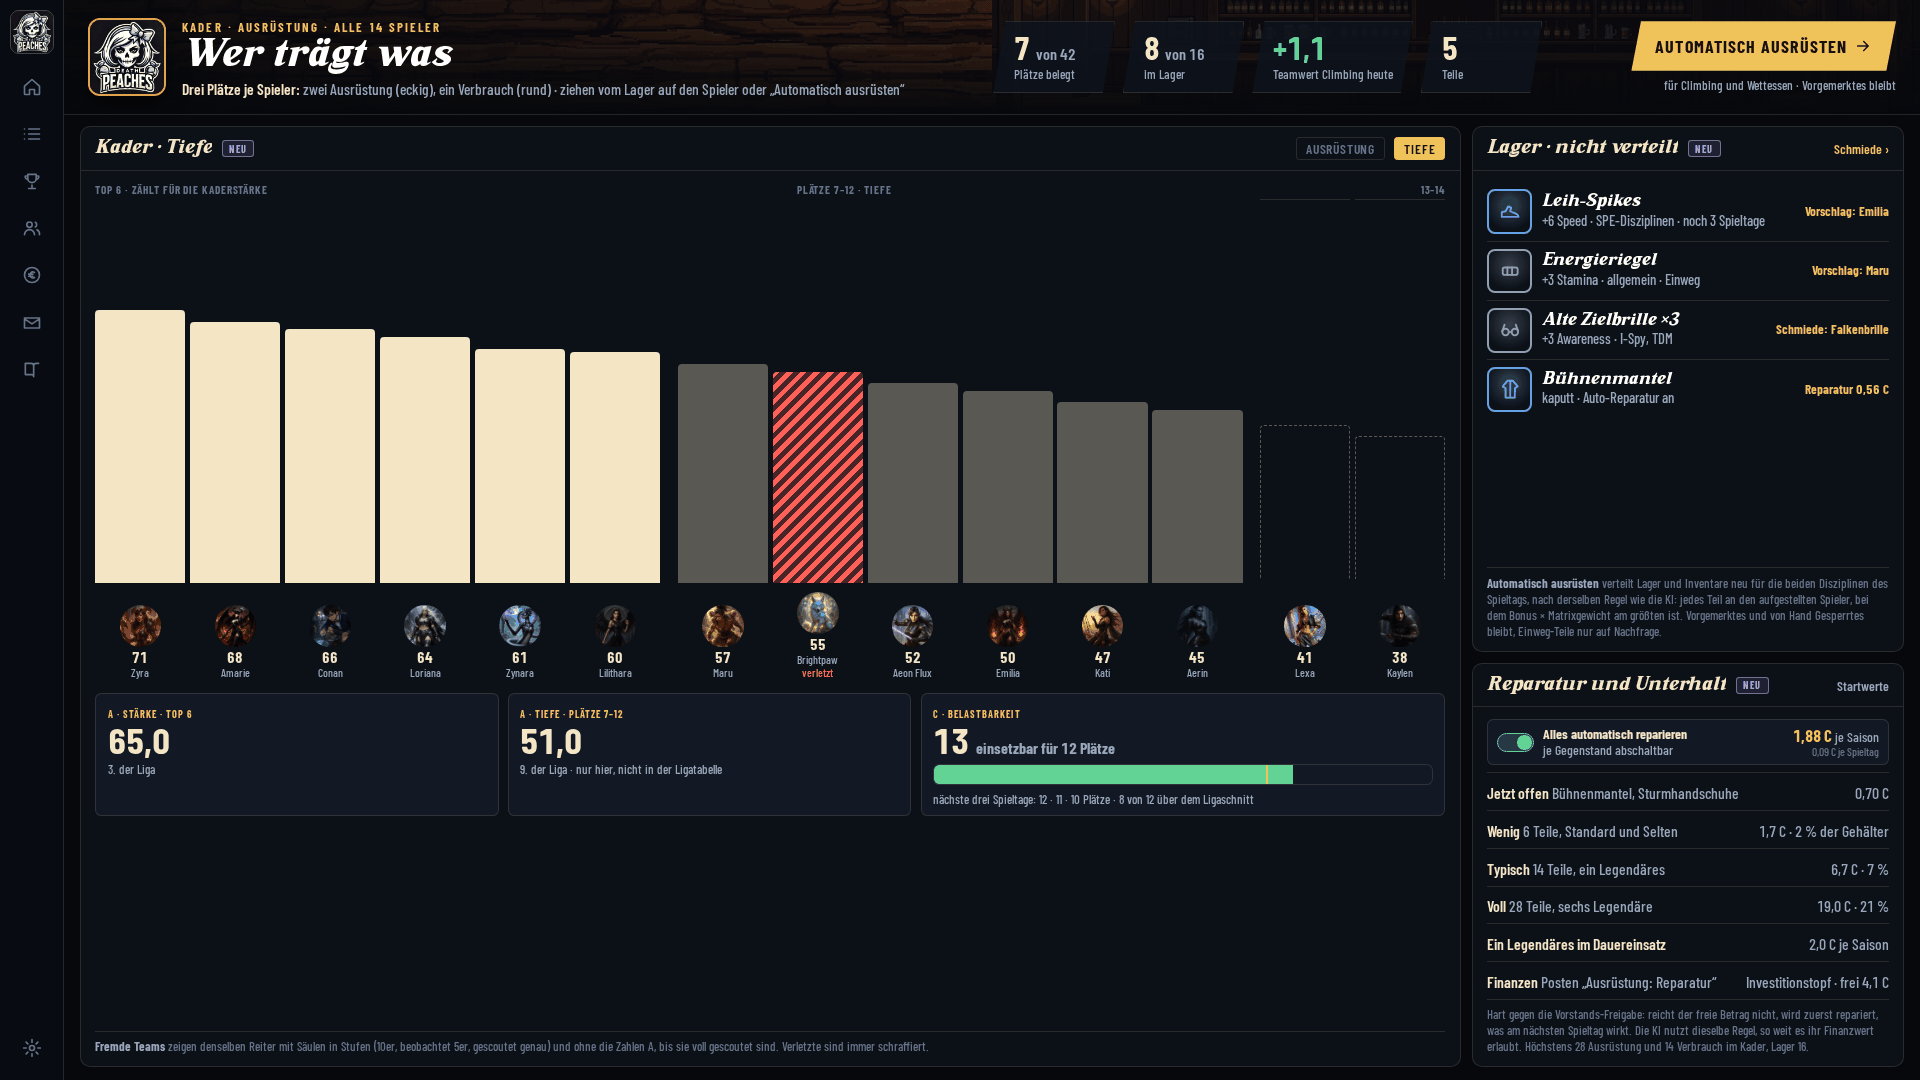 PEACHES
DEATH
PEACHES
KADER · AUSRÜSTUNG · ALLE 14 SPIELER
Wer trägt was
Drei Plätze je Spieler: zwei Ausrüstung (eckig), ein Verbrauch (rund) · ziehen vom Lager auf den Spieler oder „Automatisch ausrüsten“
7 von 42
Plätze belegt
8 von 16
Im Lager
+1,1
Teamwert Climbing heute
5
Teile
AUTOMATISCH AUSRÜSTEN →
für Climbing und Wettessen · Vorgemerktes bleibt
Kader · Tiefe NEU
AUSRÜSTUNG
TIEFE
TOP 6 · ZÄHLT FÜR DIE KADERSTÄRKE
PLÄTZE 7–12 · TIEFE
13–14
71
Zyra
68
Amarie
66
Conan
64
Loriana
61
Zynara
60
Lilithara
57
Maru
55
Brightpaw
verletzt
52
Aeon Flux
50
Emilia
47
Kati
45
Aerin
41
Lexa
38
Kaylen
A · STÄRKE · TOP 6
65,0
3. der Liga
A · TIEFE · PLÄTZE 7–12
51,0
9. der Liga · nur hier, nicht in der Ligatabelle
C · BELASTBARKEIT
13 einsetzbar für 12 Plätze
nächste drei Spieltage: 12 · 11 · 10 Plätze · 8 von 12 über dem Ligaschnitt
Fremde Teams zeigen denselben Reiter mit Säulen in Stufen (10er, beobachtet 5er, gescoutet genau) und ohne die Zahlen A, bis sie voll gescoutet sind. Verletzte sind immer schraffiert.
Lager · nicht verteilt NEU
Schmiede ›
Leih-Spikes
+6 Speed · SPE-Disziplinen · noch 3 Spieltage
Vorschlag: Emilia
Energieriegel
+3 Stamina · allgemein · Einweg
Vorschlag: Maru
Alte Zielbrille ×3
+3 Awareness · I-Spy, TDM
Schmiede: Falkenbrille
Bühnenmantel
kaputt · Auto-Reparatur an
Reparatur 0,56 C
Automatisch ausrüsten verteilt Lager und Inventare neu für die beiden Disziplinen des
Spieltags, nach derselben Regel wie die KI: jedes Teil an den aufgestellten Spieler, bei
dem Bonus × Matrixgewicht am größten ist. Vorgemerktes und von Hand Gesperrtes
bleibt, Einweg-Teile nur auf Nachfrage.
Reparatur und Unterhalt NEU
Startwerte
Alles automatisch reparieren
je Gegenstand abschaltbar
1,88 C je Saison
0,09 C je Spieltag
Jetzt offen Bühnenmantel, Sturmhandschuhe 0,70 C
Wenig 6 Teile, Standard und Selten 1,7 C · 2 % der Gehälter
Typisch 14 Teile, ein Legendäres 6,7 C · 7 %
Voll 28 Teile, sechs Legendäre 19,0 C · 21 %
Ein Legendäres im Dauereinsatz 2,0 C je Saison
Finanzen Posten „Ausrüstung: Reparatur“ Investitionstopf · frei 4,1 C
Hart gegen die Vorstands-Freigabe: reicht der freie Betrag nicht, wird zuerst repariert,
was am nächsten Spieltag wirkt. Die KI nutzt dieselbe Regel, so weit es ihr Finanzwert
erlaubt. Höchstens 28 Ausrüstung und 14 Verbrauch im Kader, Lager 16.